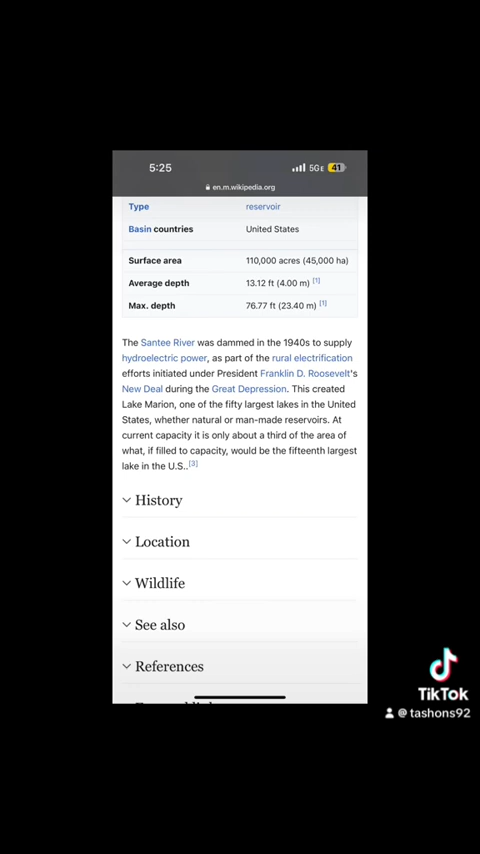 5:25
5GE 41
en.m.wikipedia.org
Type reservoir
Basin countries United States
Surface area 110,000 acres (45,000 ha)
Average depth 13.12 ft (4.00 m) [1]
Max. depth 76.77 ft (23.40 m) [1]
The Santee River was dammed in the 1940s to supply
hydroelectric power, as part of the rural electrification
efforts initiated under President Franklin D. Roosevelt's
New Deal during the Great Depression. This created
Lake Marion, one of the fifty largest lakes in the United
States, whether natural or man-made reservoirs. At
current capacity it is only about a third of the area of
what, if filled to capacity, would be the fifteenth largest
lake in the U.S..[3]
History
Location
Wildlife
See also
References
TikTok
@tashons92